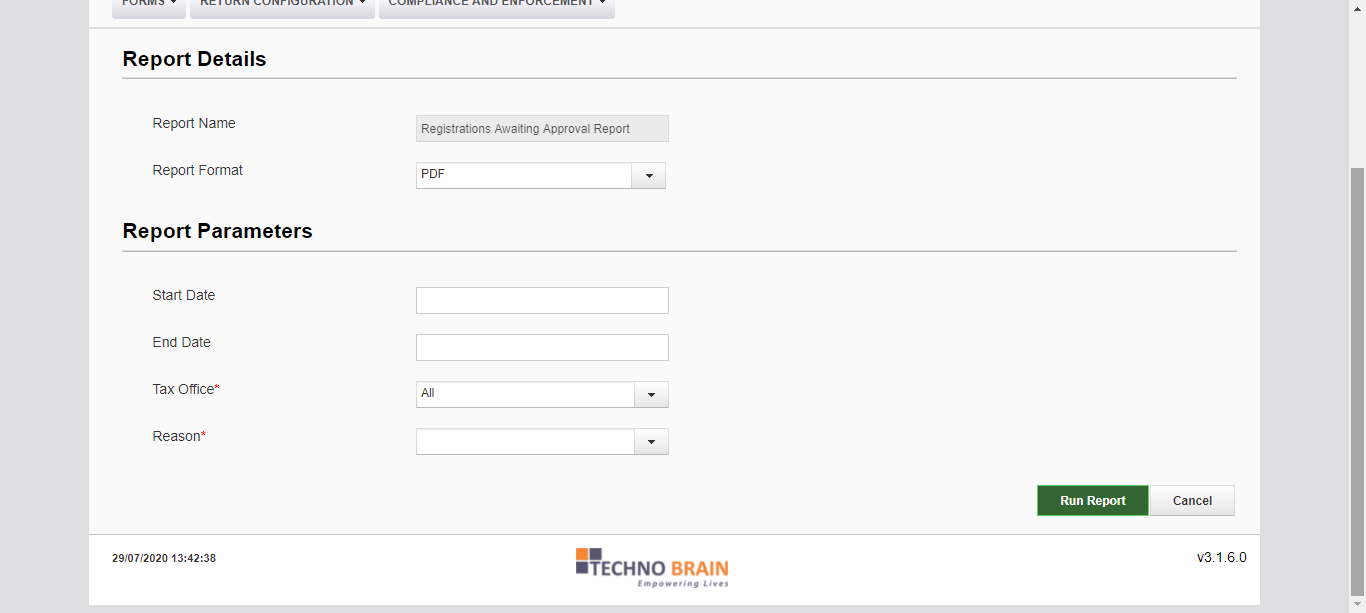 FORMS RETURN CONFIGURATION COMPLIANCE AND ENFORCEMENT
Report Details
Report Name Registrations Awaiting Approval Report
Report Format PDF
Report Parameters
Start Date
End Date
Tax Office* All
Reason*
Run Report Cancel
29/07/2020 13:42:38 TECHNO BRAIN v3.1.6.0
Empowering Lives